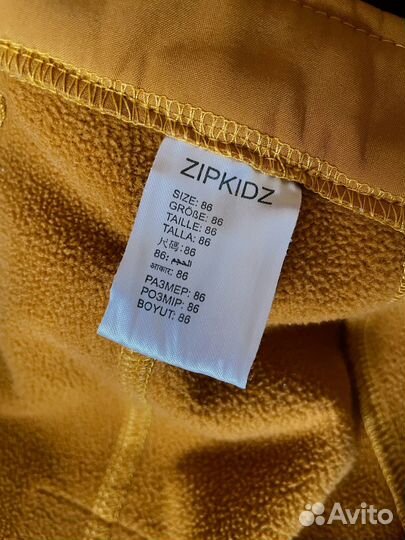 ZIPKIDZ
SIZE: 86
GRÖßE: 86
TAILLE: 86
TALLA: 86
尺码: 86
الحجم: 86
आकार: 86
РАЗМЕР: 86
РОЗМІР: 86
BOYUT: 86
Avito